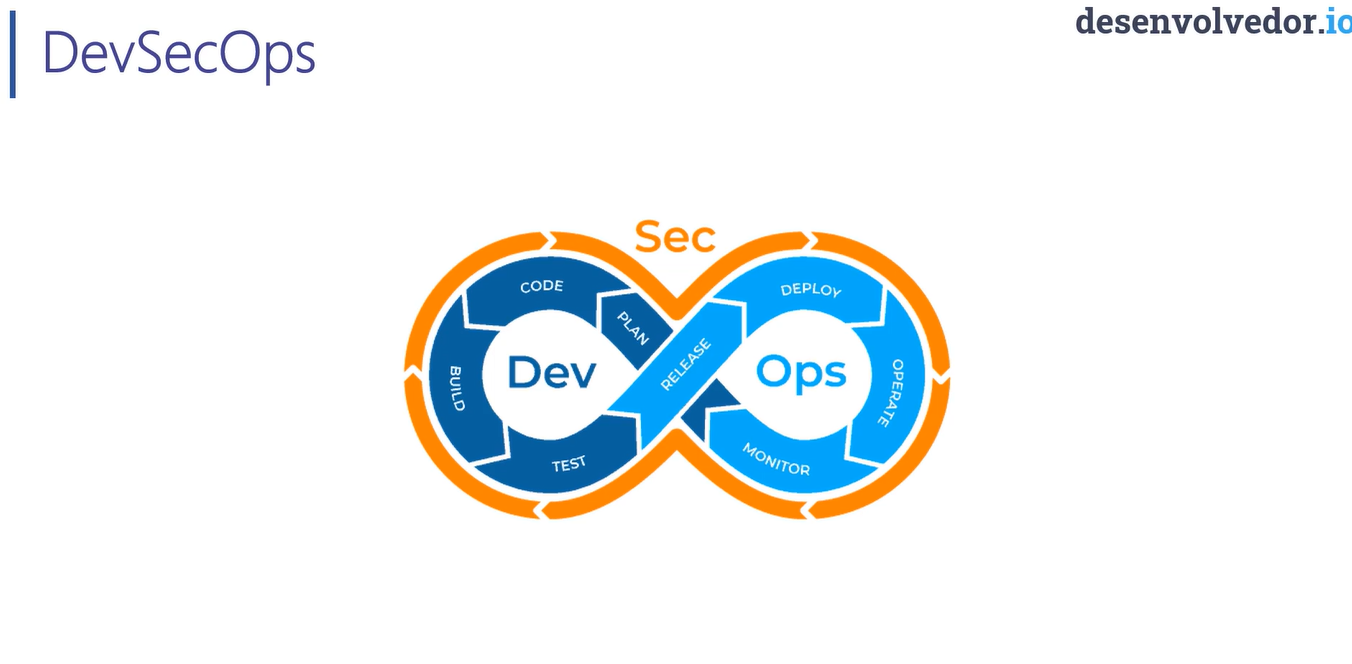 DevSecOps
desenvolvedor.io
Sec
CODE
PLAN
DEPLOY
RELEASE
Dev
Ops
BUILD
OPERATE
TEST
MONITOR